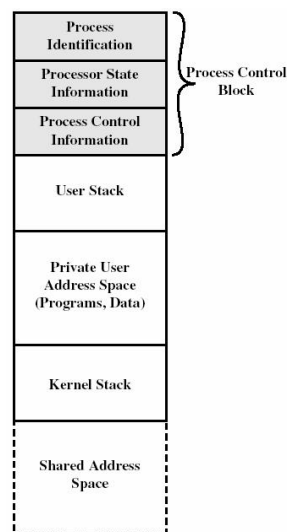 Process
Identification
Processor State
Information
Process Control
Information
Process Control
Block
User Stack
Private User
Address Space
(Programs, Data)
Kernel Stack
Shared Address
Space